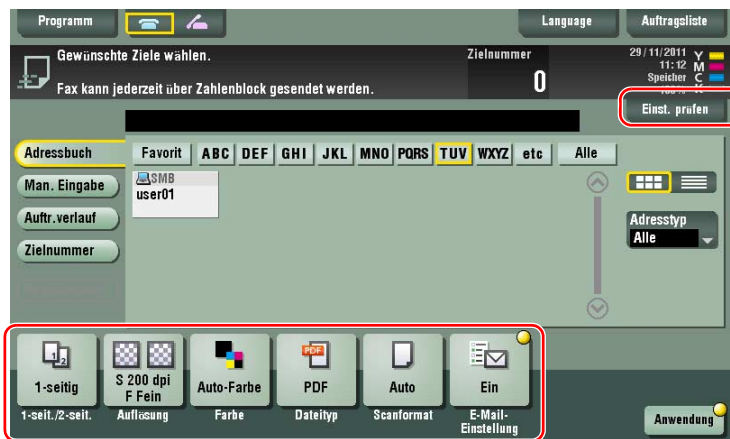 Programm
Language
Auftragsliste
Gewünschte Ziele wählen.
Fax kann jederzeit über Zahlenblock gesendet werden.
Zielnummer
0
29/11/2011
11:12
Speicher
Y
M
C
K
Einst. prüfen
Adressbuch
Favorit ABC DEF GHI JKL MNO PQRS TUV WXYZ etc Alle
Man. Eingabe
Auftr.verlauf
Zielnummer
SMB
user01
Adresstyp
Alle
1-seitig
S 200 dpi
F Fein
Auto-Farbe
PDF
PDF
Auto
Ein
1-seit./2-seit.
Auflösung
Farbe
Dateityp
Scanformat
E-Mail-
Einstellung
Anwendung